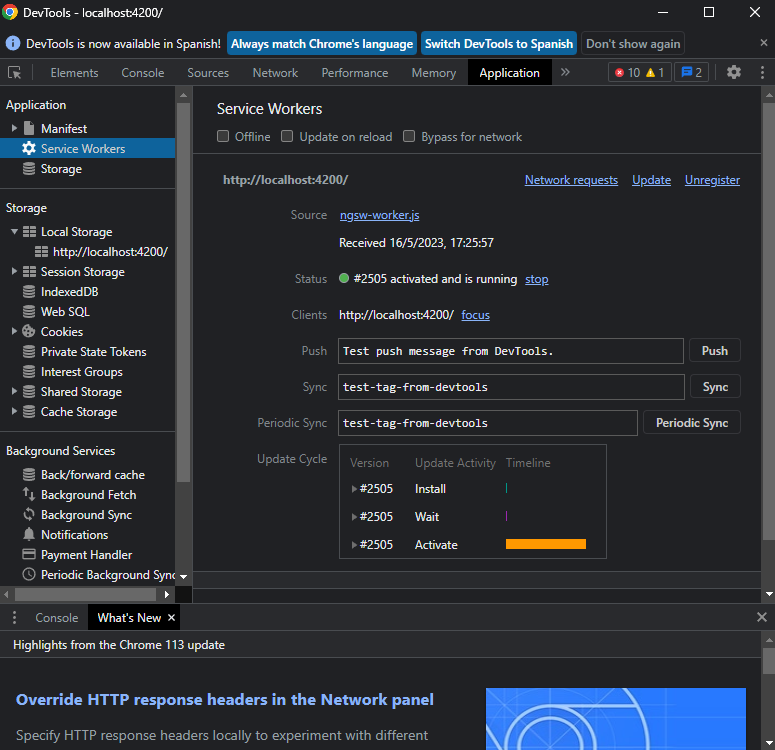 DevTools - localhost:4200/
DevTools is now available in Spanish! Always match Chrome's language Switch DevTools to Spanish Don't show again
Elements Console Sources Network Performance Memory Application 10 1 2
Application
Manifest
Service Workers
Storage
Storage
Local Storage
http://localhost:4200/
Session Storage
IndexedDB
Web SQL
Cookies
Private State Tokens
Interest Groups
Shared Storage
Cache Storage
Background Services
Back/forward cache
Background Fetch
Background Sync
Notifications
Payment Handler
Periodic Background Sync
Service Workers
Offline Update on reload Bypass for network
http://localhost:4200/ Network requests Update Unregister
Source ngsw-worker.js
Received 16/5/2023, 17:25:57
Status #2505 activated and is running stop
Clients http://localhost:4200/ focus
Push Test push message from DevTools. Push
Sync test-tag-from-devtools Sync
Periodic Sync test-tag-from-devtools Periodic Sync
Update Cycle Version Update Activity Timeline
#2505 Install
#2505 Wait
#2505 Activate
Console What's New
Highlights from the Chrome 113 update
Override HTTP response headers in the Network panel
Specify HTTP response headers locally to experiment with different